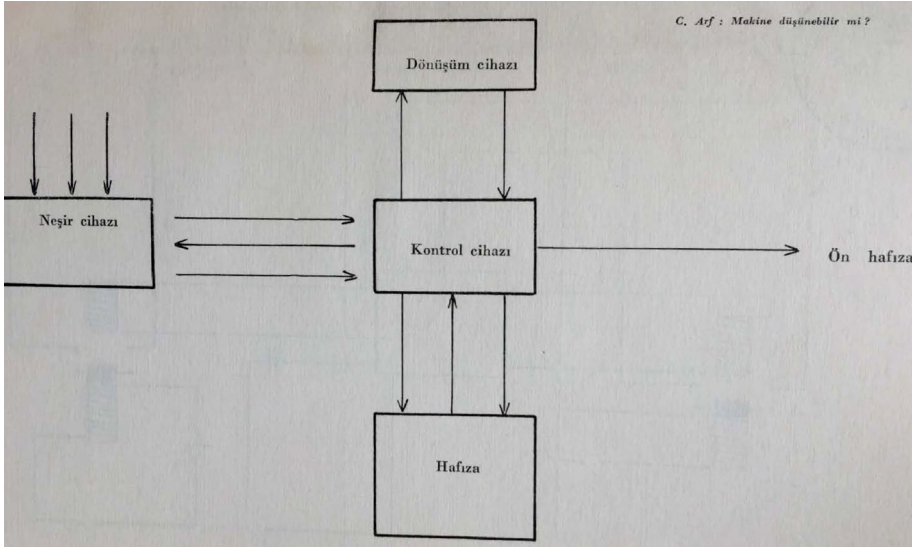 C. Arf : Makine düşünebilir mi ?
Dönüşüm cihazı
Neşir cihazı
Kontrol cihazı
Ön hafıza
Hafıza